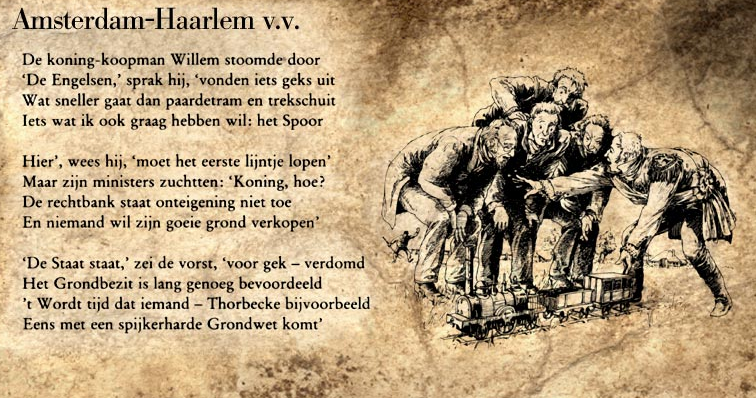 Amsterdam-Haarlem v.v.
De koning-koopman Willem stoomde door
‘De Engelsen,’ sprak hij, ‘vonden iets geks uit
Wat sneller gaat dan paardetram en trekschuit
Iets wat ik ook graag hebben wil: het Spoor
Hier’, wees hij, ‘moet het eerste lijntje lopen’
Maar zijn ministers zuchtten: ‘Koning, hoe?
De rechtbank staat onteigening niet toe
En niemand wil zijn goeie grond verkopen’
‘De Staat staat,’ zei de vorst, ‘voor gek – verdomd
Het Grondbezit is lang genoeg bevoordeeld
’t Wordt tijd dat iemand – Thorbecke bijvoorbeeld
Eens met een spijkerharde Grondwet komt’